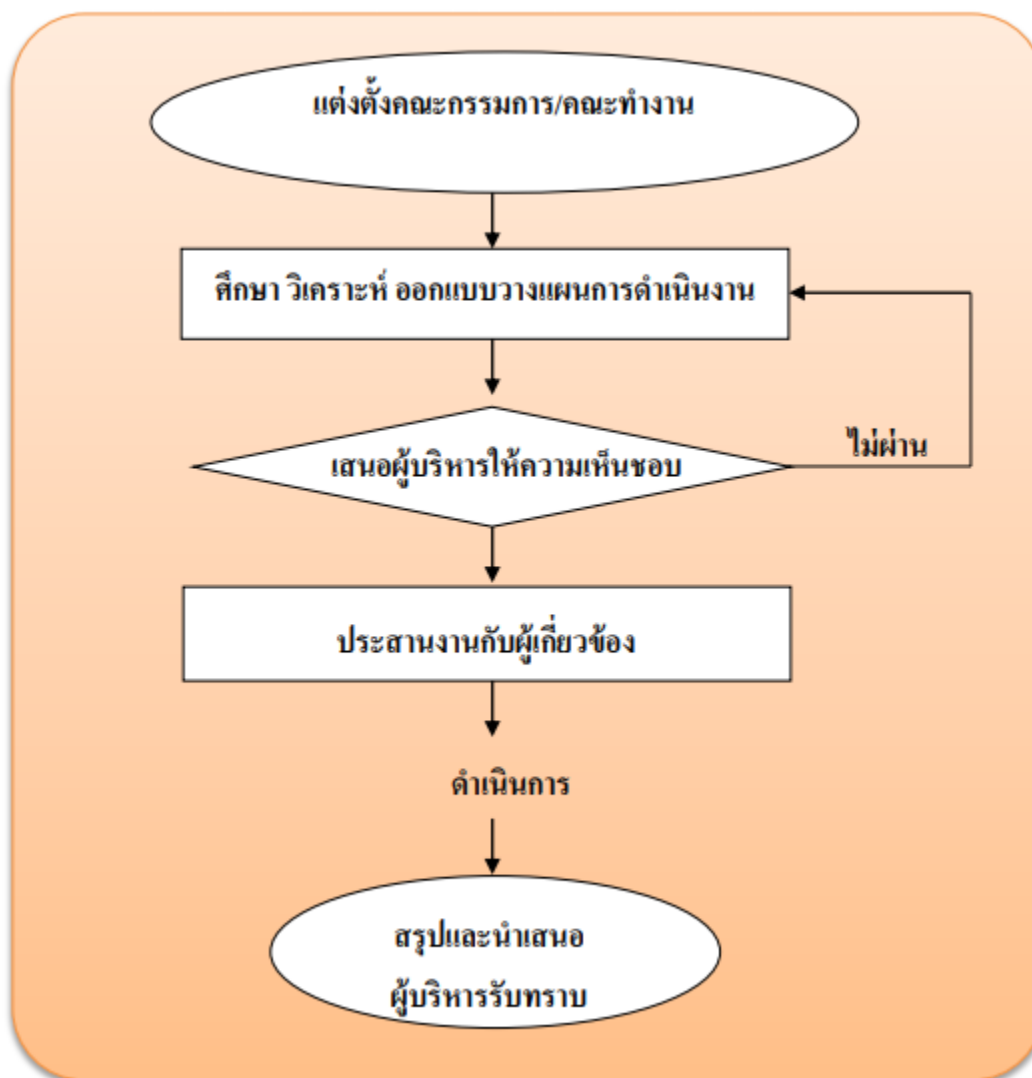 แต่งตั้งคณะกรรมการ/คณะทำงาน
ศึกษา วิเคราะห์ ออกแบบวางแผนการดำเนินงาน
ไม่ผ่าน
เสนอผู้บริหารให้ความเห็นชอบ
ประสานงานกับผู้เกี่ยวข้อง
ดำเนินการ
สรุปและนำเสนอ
ผู้บริหารรับทราบ